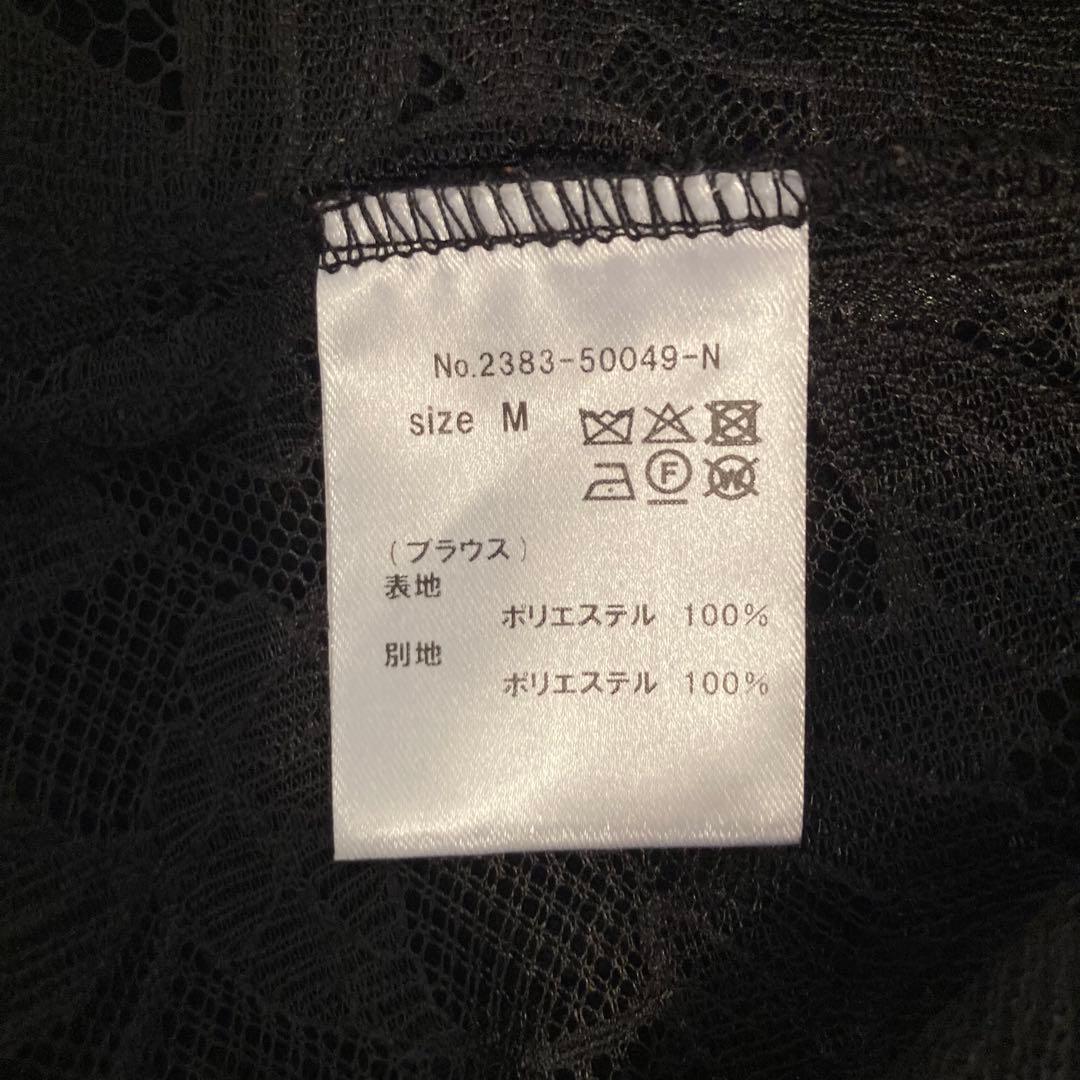 No.2383-50049-N
size M
F
W
(ブラウス)
表地
ポリエステル 100%
別地
ポリエステル 100%